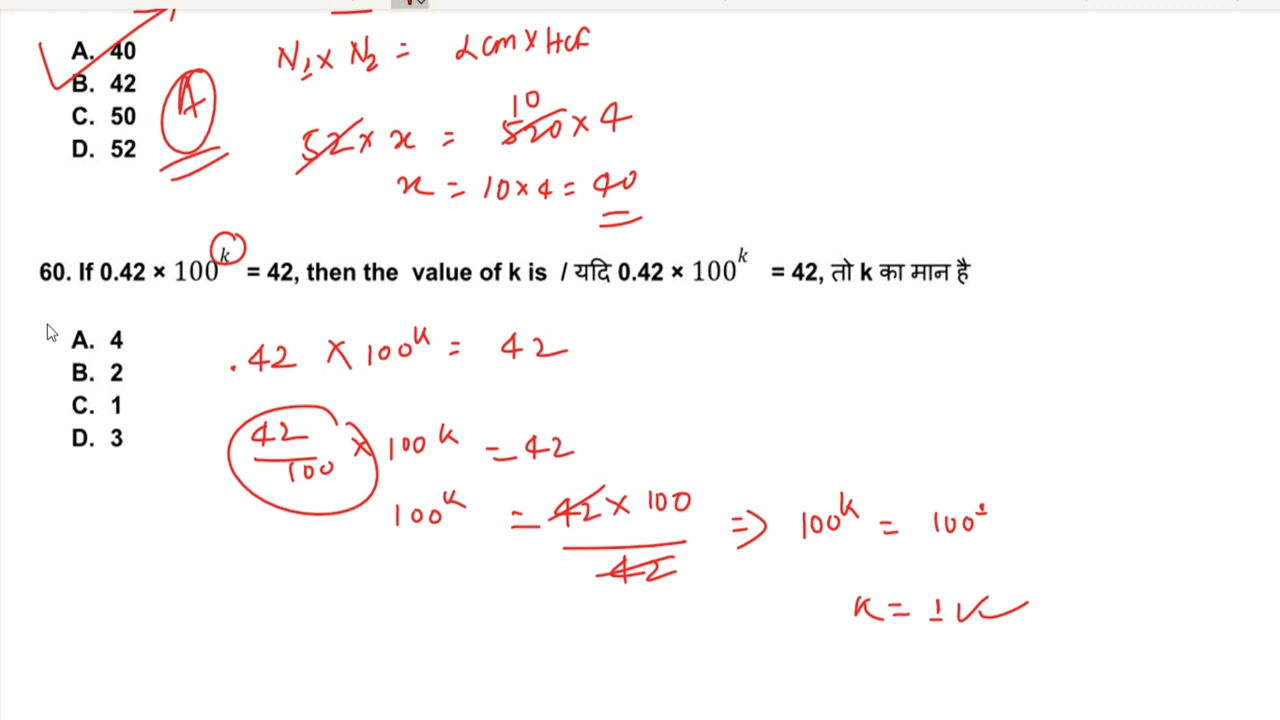 A. 40
B. 42
C. 50
D. 52
A
N₁ × N₂ = Lcm × Hcf
52 × x = 520 × 4
10
x = 10 × 4 = 40
60. If 0.42 × 100^k = 42, then the value of k is / यदि 0.42 × 100^k = 42, तो k का मान है
A. 4
B. 2
C. 1
D. 3
.42 × 100^k = 42
42/100 × 100^k = 42
100^k = 42 × 100 / 42 ⇒ 100^k = 100^1
k = 1